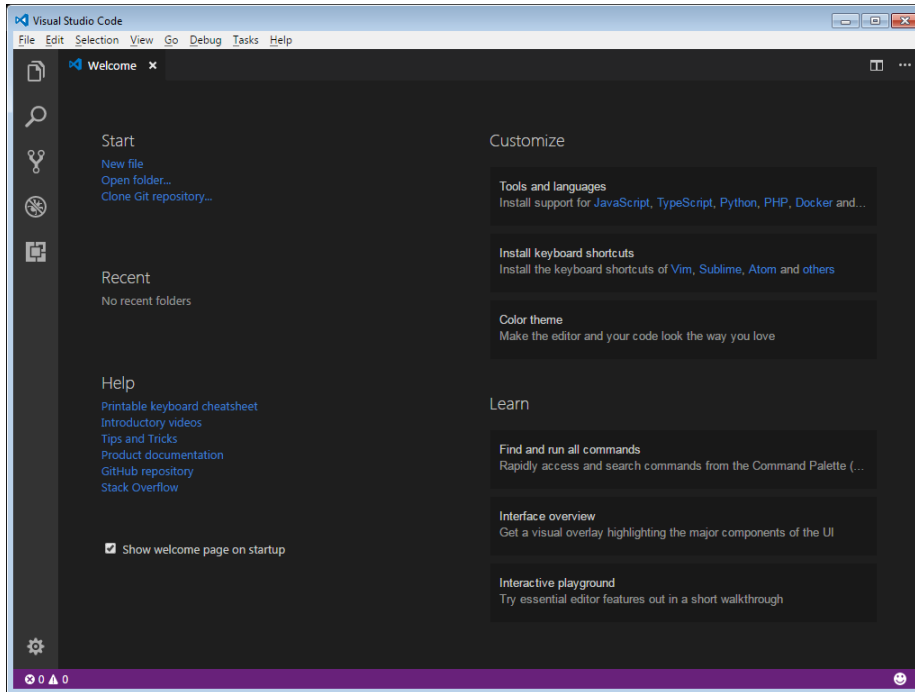 Visual Studio Code
File Edit Selection View Go Debug Tasks Help
Welcome
Start
New file
Open folder...
Clone Git repository...
Recent
No recent folders
Help
Printable keyboard cheatsheet
Introductory videos
Tips and Tricks
Product documentation
GitHub repository
Stack Overflow
Show welcome page on startup
Customize
Tools and languages
Install support for JavaScript, TypeScript, Python, PHP, Docker and...
Install keyboard shortcuts
Install the keyboard shortcuts of Vim, Sublime, Atom and others
Color theme
Make the editor and your code look the way you love
Learn
Find and run all commands
Rapidly access and search commands from the Command Palette (...
Interface overview
Get a visual overlay highlighting the major components of the UI
Interactive playground
Try essential editor features out in a short walkthrough
0 0